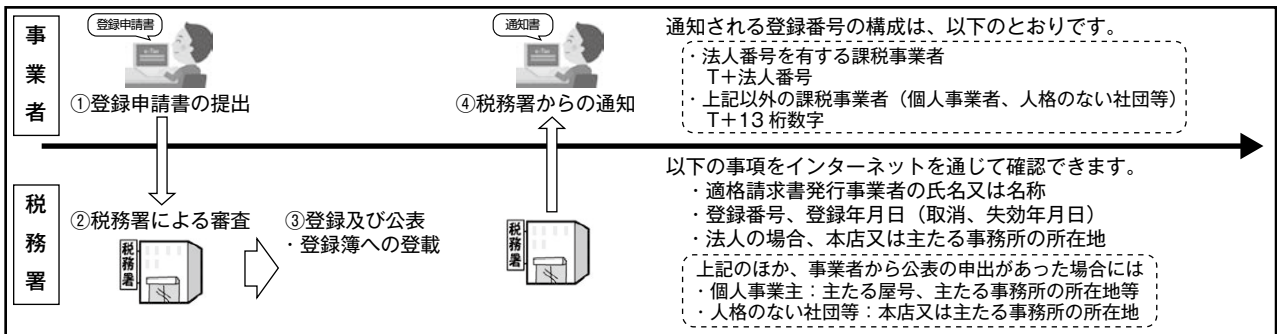 事業者
登録申請書
①登録申請書の提出
通知書
④税務署からの通知
通知される登録番号の構成は、以下のとおりです。
・法人番号を有する課税事業者
T+法人番号
・上記以外の課税事業者（個人事業者、人格のない社団等）
T+13桁数字
税務署
②税務署による審査
税務署
③登録及び公表
・登録簿への登載
税務署
以下の事項をインターネットを通じて確認できます。
・適格請求書発行事業者の氏名又は名称
・登録番号、登録年月日（取消、失効年月日）
・法人の場合、本店又は主たる事務所の所在地
上記のほか、事業者から公表の申出があった場合には
・個人事業主：主たる屋号、主たる事務所の所在地等
・人格のない社団等：本店又は主たる事務所の所在地